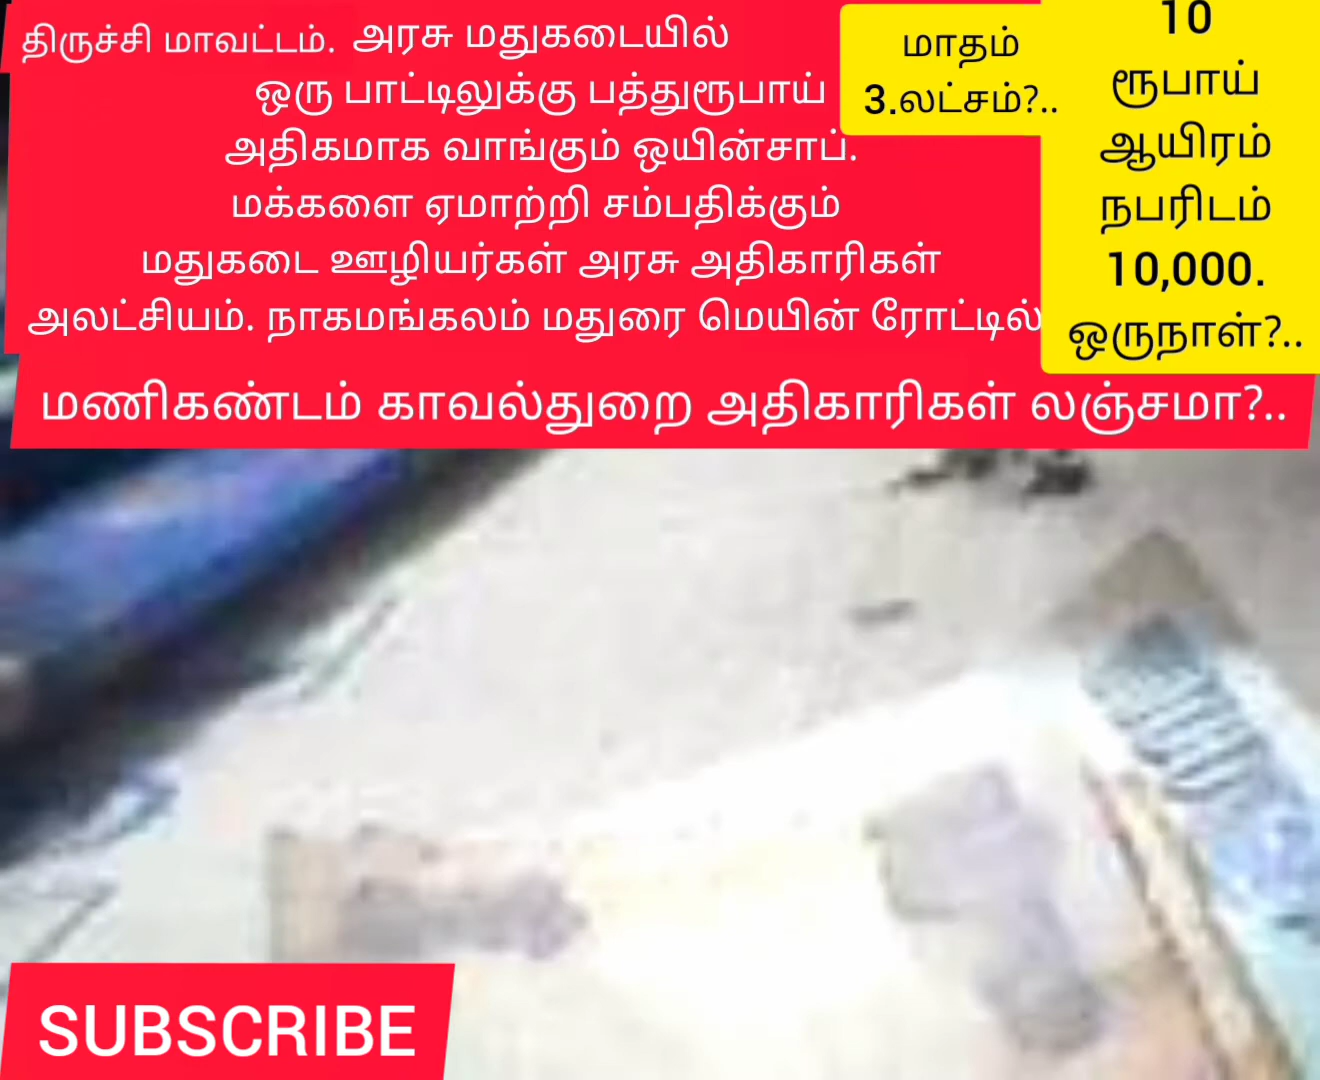 திருச்சி மாவட்டம். அரசு மதுகடையில்
ஒரு பாட்டிலுக்கு பத்துரூபாய்
அதிகமாக வாங்கும் ஒயின்சாப்.
மக்களை ஏமாற்றி சம்பதிக்கும்
மதுகடை ஊழியர்கள் அரசு அதிகாரிகள்
அலட்சியம். நாகமங்கலம் மதுரை மெயின் ரோட்டில்
மாதம்
3.லட்சம்?..
10
ரூபாய்
ஆயிரம்
நபரிடம்
10,000.
ஒருநாள்?..
மணிகண்டம் காவல்துறை அதிகாரிகள் லஞ்சமா?..
SUBSCRIBE